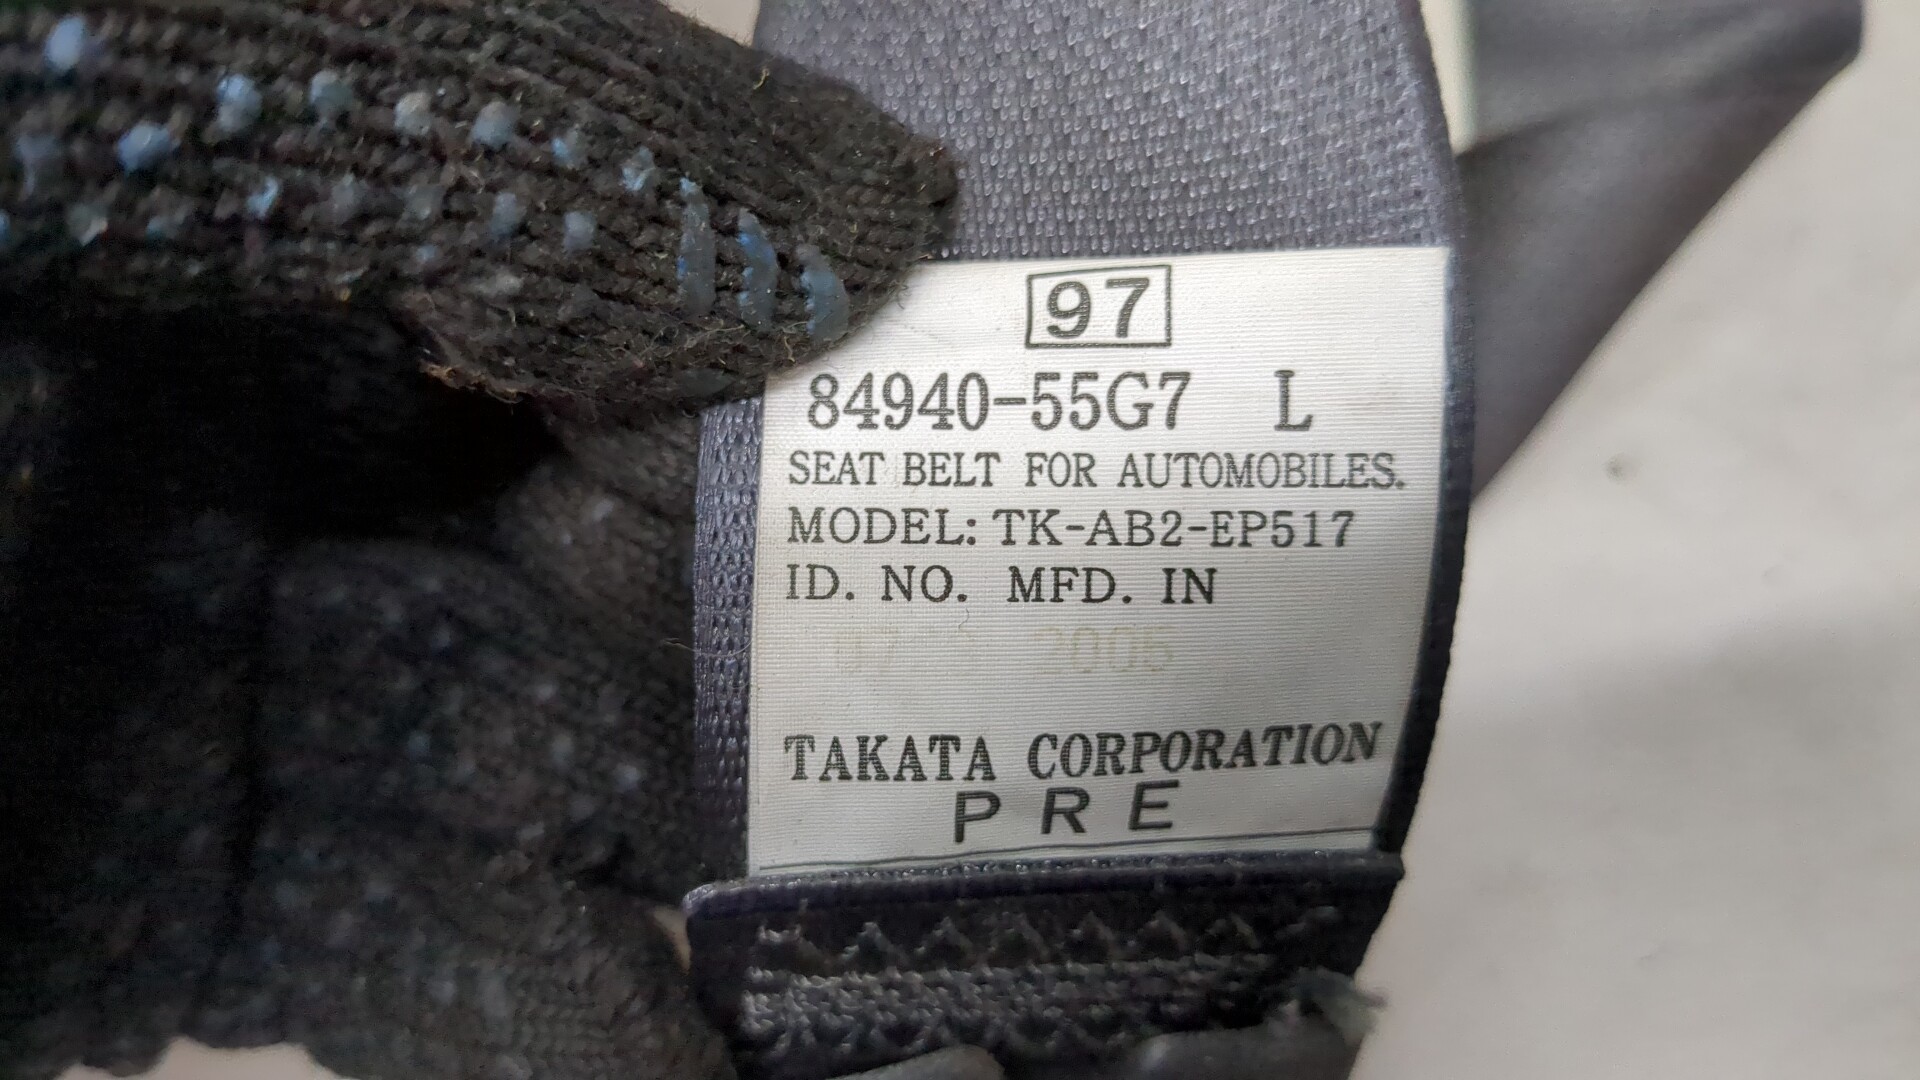 97
84940-55G7 L
SEAT BELT FOR AUTOMOBILES.
MODEL: TK-AB2-EP517
ID. NO. MFD. IN
TAKATA CORPORATION
PRE